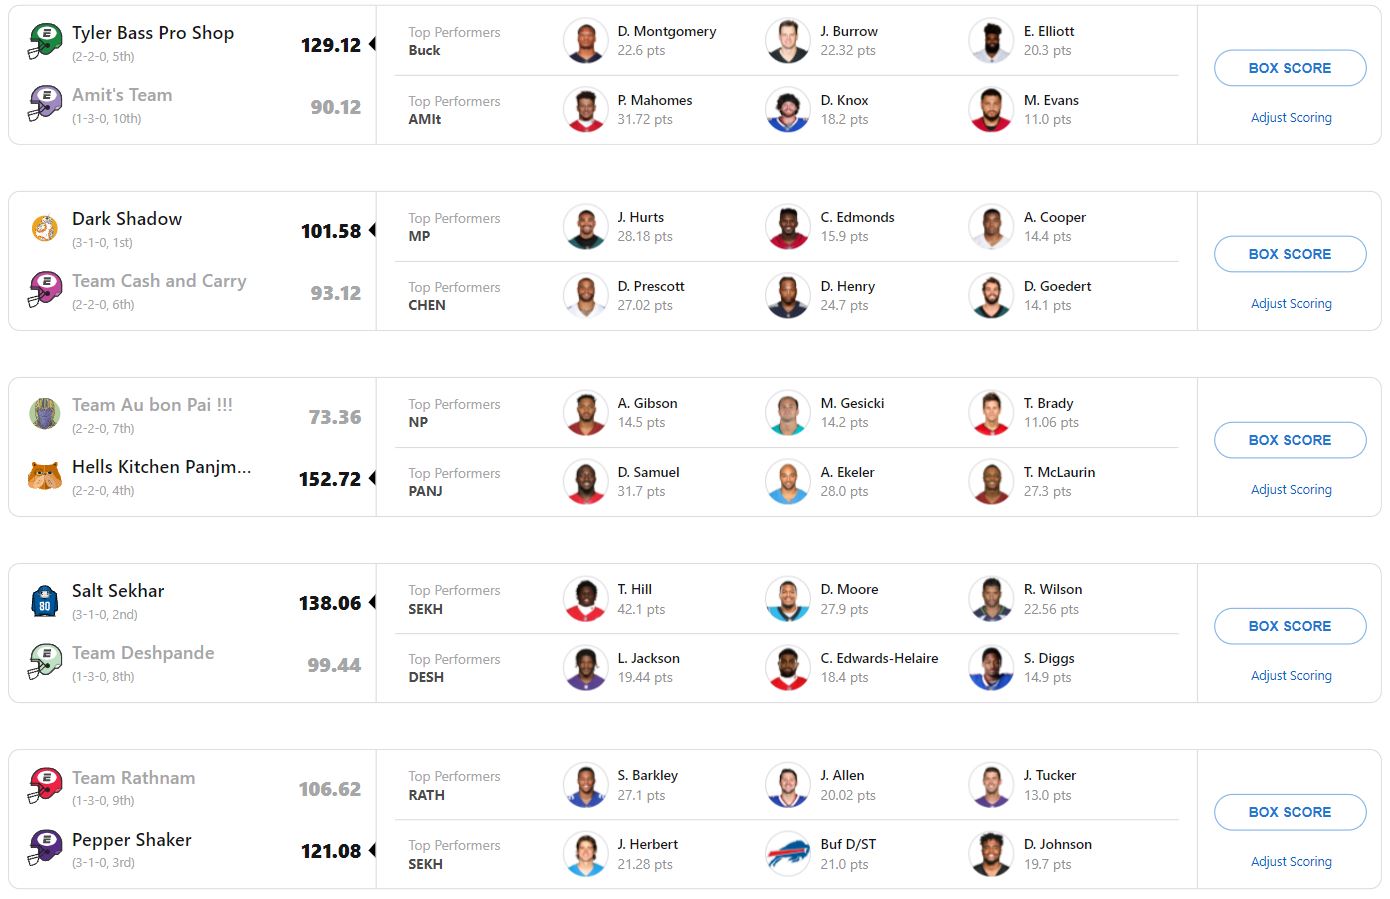 Tyler Bass Pro Shop
(2-2-0, 5th)
129.12
Amit's Team
(1-3-0, 10th)
90.12
Top Performers
Buck
D. Montgomery
22.6 pts
J. Burrow
22.32 pts
E. Elliott
20.3 pts
Top Performers
AMIt
P. Mahomes
31.72 pts
D. Knox
18.2 pts
M. Evans
11.0 pts
BOX SCORE
Adjust Scoring
Dark Shadow
(3-1-0, 1st)
101.58
Team Cash and Carry
(2-2-0, 6th)
93.12
Top Performers
MP
J. Hurts
28.18 pts
C. Edmonds
15.9 pts
A. Cooper
14.4 pts
Top Performers
CHEN
D. Prescott
27.02 pts
D. Henry
24.7 pts
D. Goedert
14.1 pts
BOX SCORE
Adjust Scoring
Team Au bon Pai !!!
(2-2-0, 7th)
73.36
Hells Kitchen Panjm...
(2-2-0, 4th)
152.72
Top Performers
NP
A. Gibson
14.5 pts
M. Gesicki
14.2 pts
T. Brady
11.06 pts
Top Performers
PANJ
D. Samuel
31.7 pts
A. Ekeler
28.0 pts
T. McLaurin
27.3 pts
BOX SCORE
Adjust Scoring
80
Salt Sekhar
(3-1-0, 2nd)
138.06
Team Deshpande
(1-3-0, 8th)
99.44
Top Performers
SEKH
T. Hill
42.1 pts
D. Moore
27.9 pts
R. Wilson
22.56 pts
Top Performers
DESH
L. Jackson
19.44 pts
C. Edwards-Helaire
18.4 pts
S. Diggs
14.9 pts
BOX SCORE
Adjust Scoring
Team Rathnam
(1-3-0, 9th)
106.62
Pepper Shaker
(3-1-0, 3rd)
121.08
Top Performers
RATH
S. Barkley
27.1 pts
J. Allen
20.02 pts
J. Tucker
13.0 pts
Top Performers
SEKH
J. Herbert
21.28 pts
Buf D/ST
21.0 pts
D. Johnson
19.7 pts
BOX SCORE
Adjust Scoring